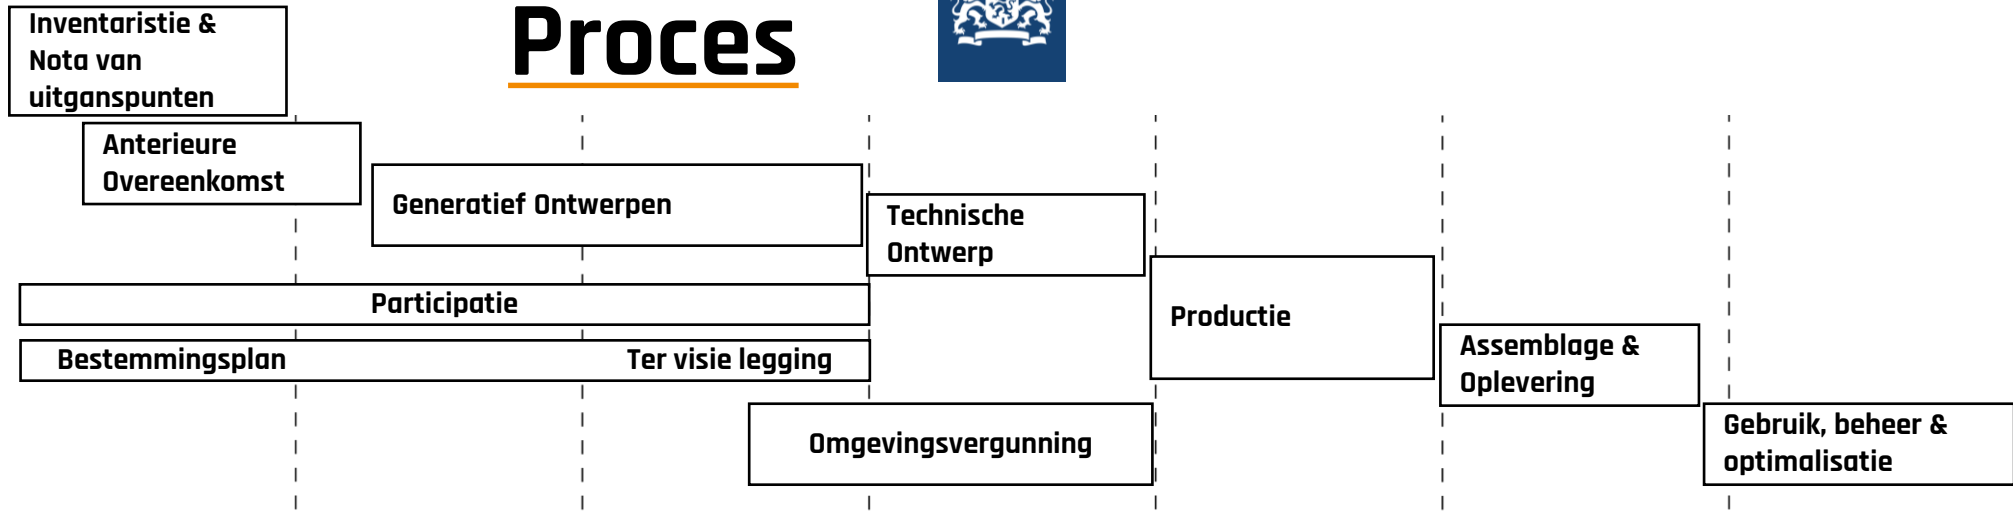 Inventaristie &
Nota van
uitganspunten
Proces
Anterieure
Overeenkomst
Generatief Ontwerpen
Technische
Ontwerp
Participatie
Productie
Bestemmingsplan
Ter visie legging
Assemblage &
Oplevering
Omgevingsvergunning
Gebruik, beheer &
optimalisatie